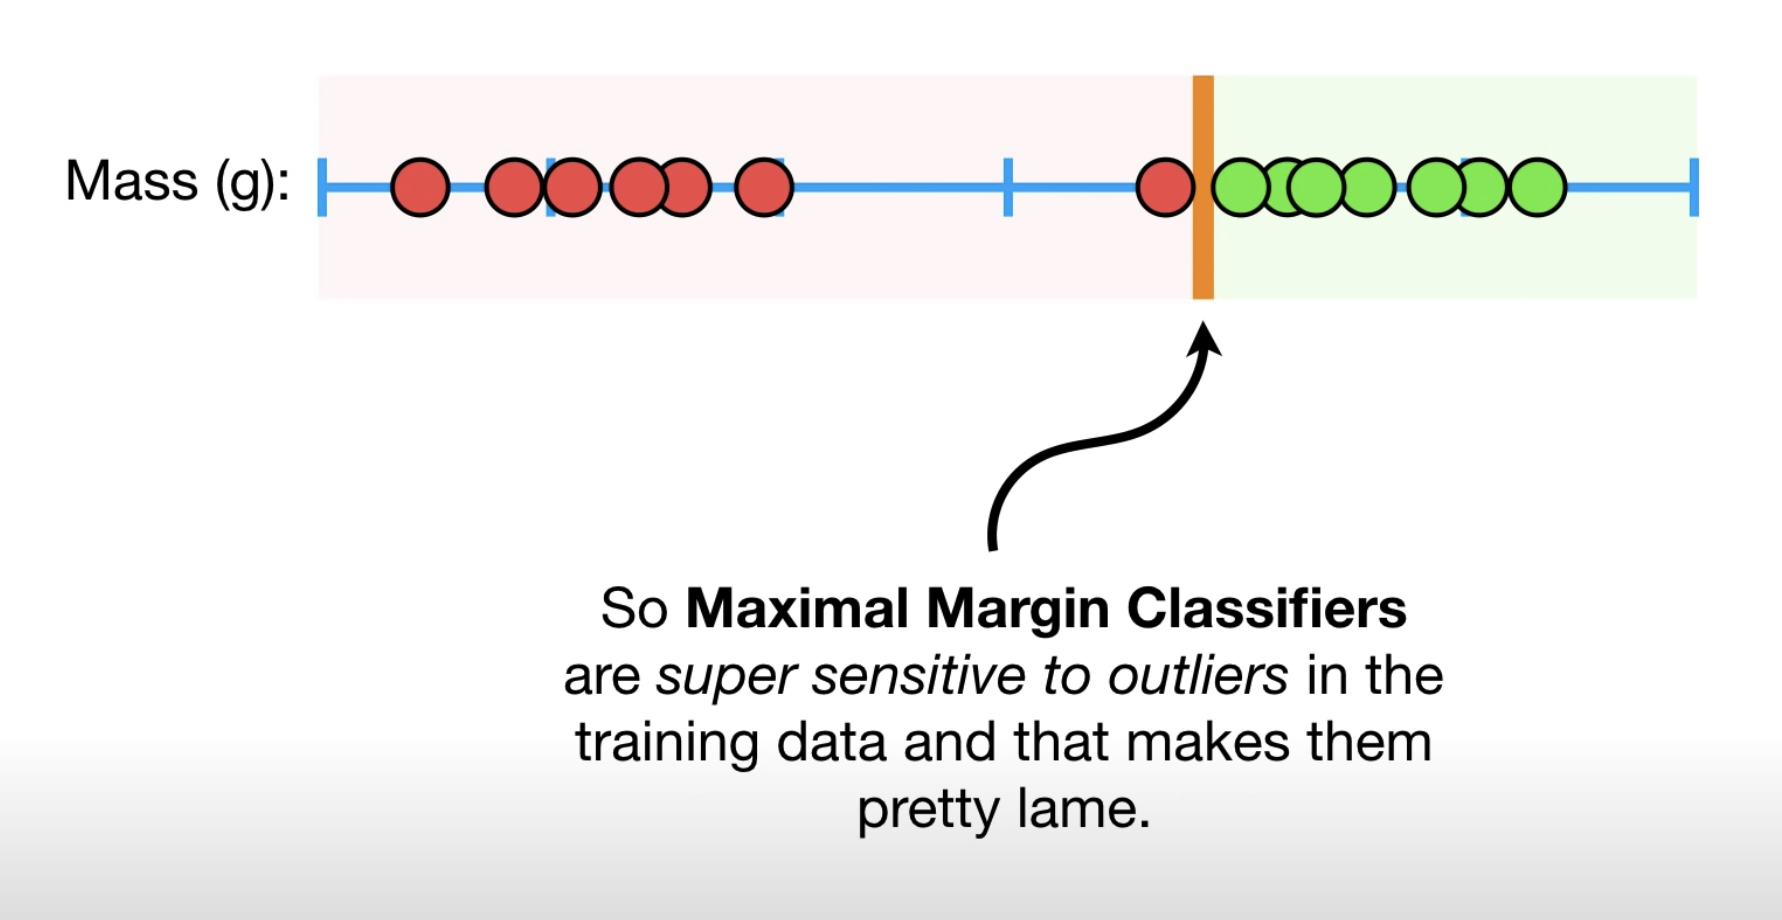 Mass (g):
So Maximal Margin Classifiers
are super sensitive to outliers in the
training data and that makes them
pretty lame.